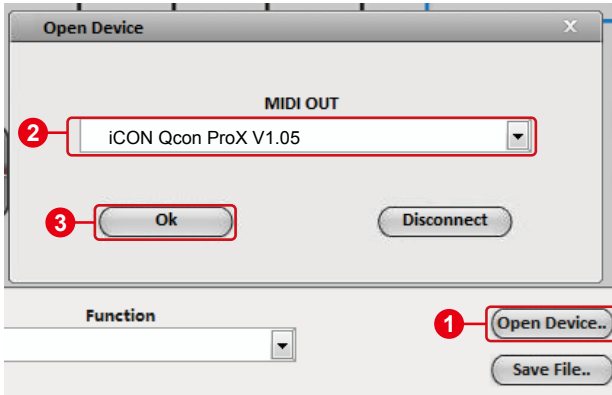 Open Device
X
MIDI OUT
2
iCON Qcon ProX V1.05
3
Ok
Disconnect
Function
1
Open Device..
Save File..